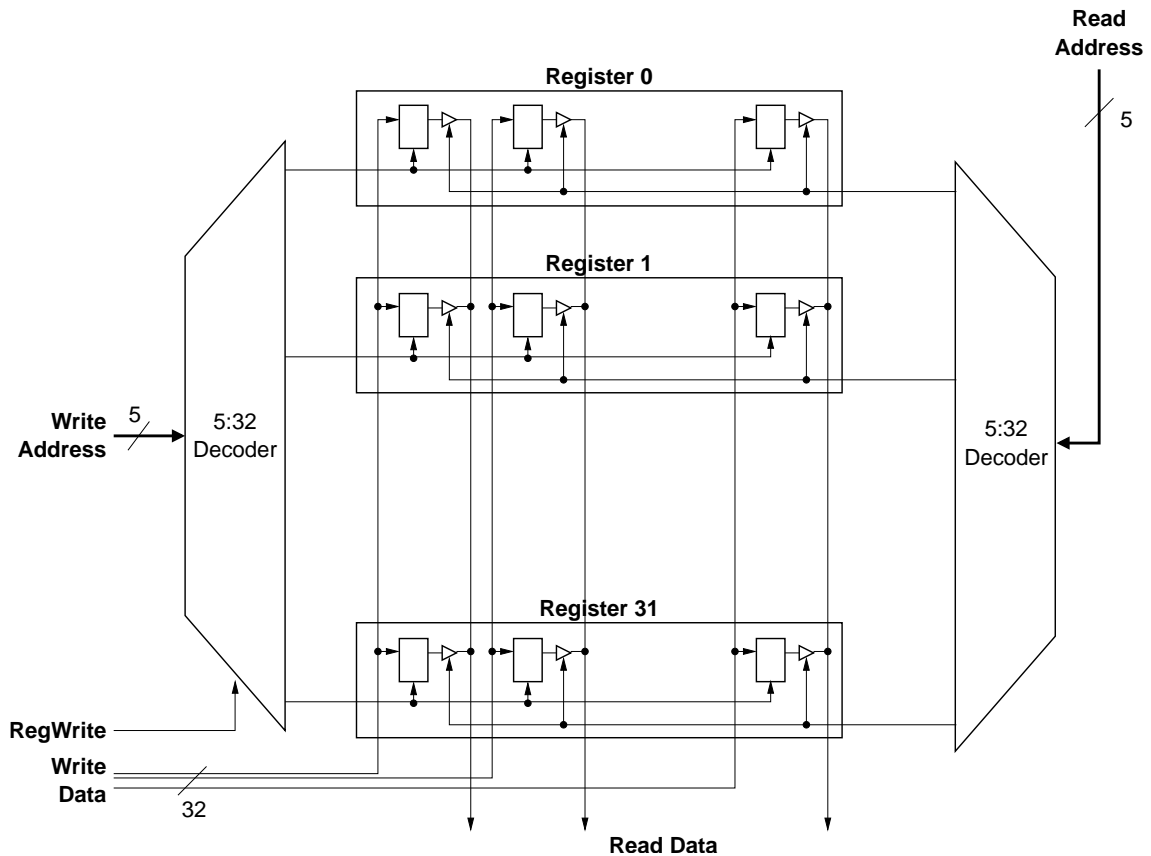 Read
Address
5
Register 0
Register 1
Write
Address
5
5:32
Decoder
5:32
Decoder
Register 31
RegWrite
Write
Data
32
Read Data